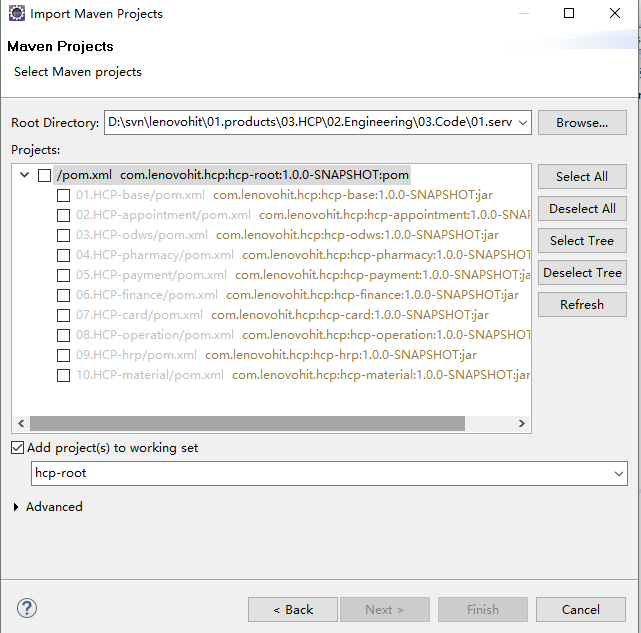 Import Maven Projects
Maven Projects
Select Maven projects
Root Directory: D:\svn\lenovohit\01.products\03.HCP\02.Engineering\03.Code\01.serv Browse...
Projects:
/pom.xml com.lenovohit.hcp:hcp-root:1.0.0-SNAPSHOT:pom Select All
01.HCP-base/pom.xml com.lenovohit.hcp:hcp-base:1.0.0-SNAPSHOT:jar
02.HCP-appointment/pom.xml com.lenovohit.hcp:hcp-appointment:1.0.0-SNAP Deselect All
03.HCP-odws/pom.xml com.lenovohit.hcp:hcp-odws:1.0.0-SNAPSHOT:jar Select Tree
04.HCP-pharmacy/pom.xml com.lenovohit.hcp:hcp-pharmacy:1.0.0-SNAPSHOT
05.HCP-payment/pom.xml com.lenovohit.hcp:hcp-payment:1.0.0-SNAPSHOT:ja Deselect Tree
06.HCP-finance/pom.xml com.lenovohit.hcp:hcp-finance:1.0.0-SNAPSHOT:jar
07.HCP-card/pom.xml com.lenovohit.hcp:hcp-card:1.0.0-SNAPSHOT:jar Refresh
08.HCP-operation/pom.xml com.lenovohit.hcp:hcp-operation:1.0.0-SNAPSHOT
09.HCP-hrp/pom.xml com.lenovohit.hcp:hcp-hrp:1.0.0-SNAPSHOT:jar
10.HCP-material/pom.xml com.lenovohit.hcp:hcp-material:1.0.0-SNAPSHOT:jar
Add project(s) to working set
hcp-root
Advanced
? < Back Next > Finish Cancel